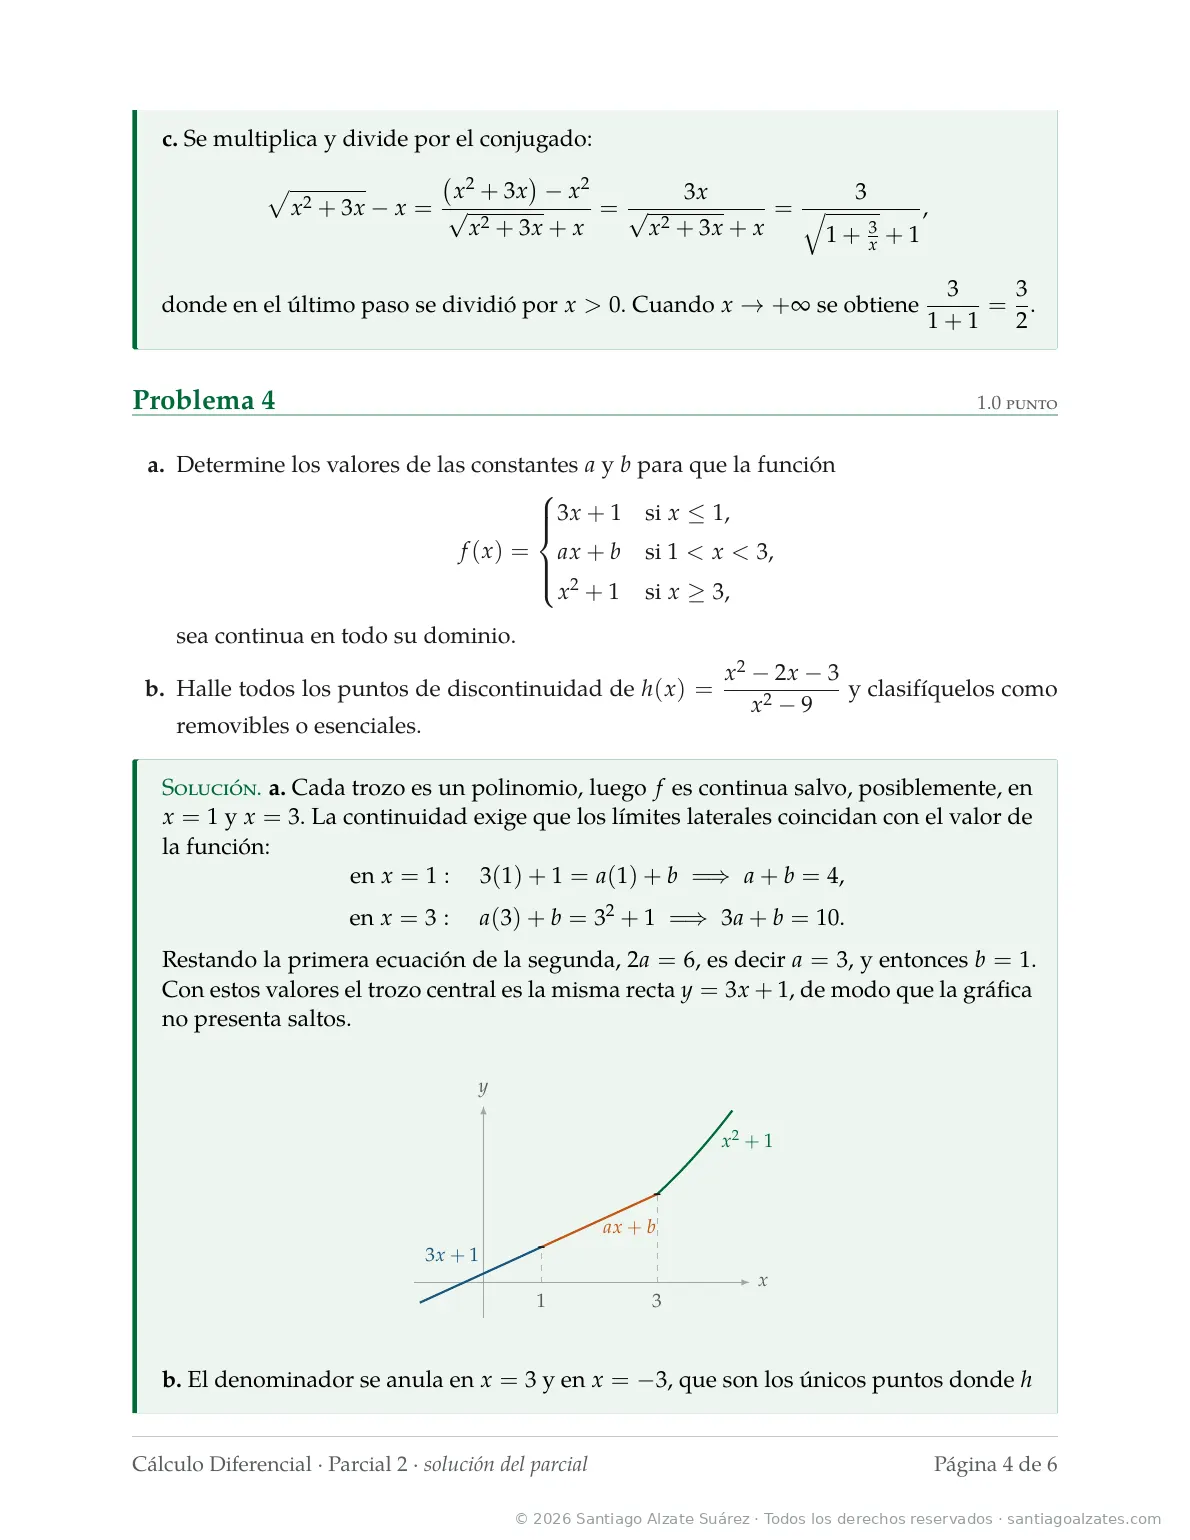 c. Se multiplica y divide por el conjugado:
√(x² + 3x) − x = ((x² + 3x) − x²)/(√(x² + 3x) + x) = 3x/(√(x² + 3x) + x) = 3/(√(1 + 3/x) + 1),
donde en el último paso se dividió por x > 0. Cuando x → +∞ se obtiene 3/(1 + 1) = 3/2.
Problema 4 1.0 PUNTO
a. Determine los valores de las constantes a y b para que la función
f(x) = { 3x + 1 si x ≤ 1,
ax + b si 1 < x < 3,
x² + 1 si x ≥ 3,
sea continua en todo su dominio.
b. Halle todos los puntos de discontinuidad de h(x) = (x² − 2x − 3)/(x² − 9) y clasifíquelos como
removibles o esenciales.
Solución. a. Cada trozo es un polinomio, luego f es continua salvo, posiblemente, en
x = 1 y x = 3. La continuidad exige que los límites laterales coincidan con el valor de
la función:
en x = 1 : 3(1) + 1 = a(1) + b ⟹ a + b = 4,
en x = 3 : a(3) + b = 3² + 1 ⟹ 3a + b = 10.
Restando la primera ecuación de la segunda, 2a = 6, es decir a = 3, y entonces b = 1.
Con estos valores el trozo central es la misma recta y = 3x + 1, de modo que la gráfica
no presenta saltos.
y
x² + 1
ax + b
3x + 1
x
1 3
b. El denominador se anula en x = 3 y en x = −3, que son los únicos puntos donde h
Cálculo Diferencial · Parcial 2 · solución del parcial Página 4 de 6
© 2026 Santiago Alzate Suárez · Todos los derechos reservados · santiagoalzates.com